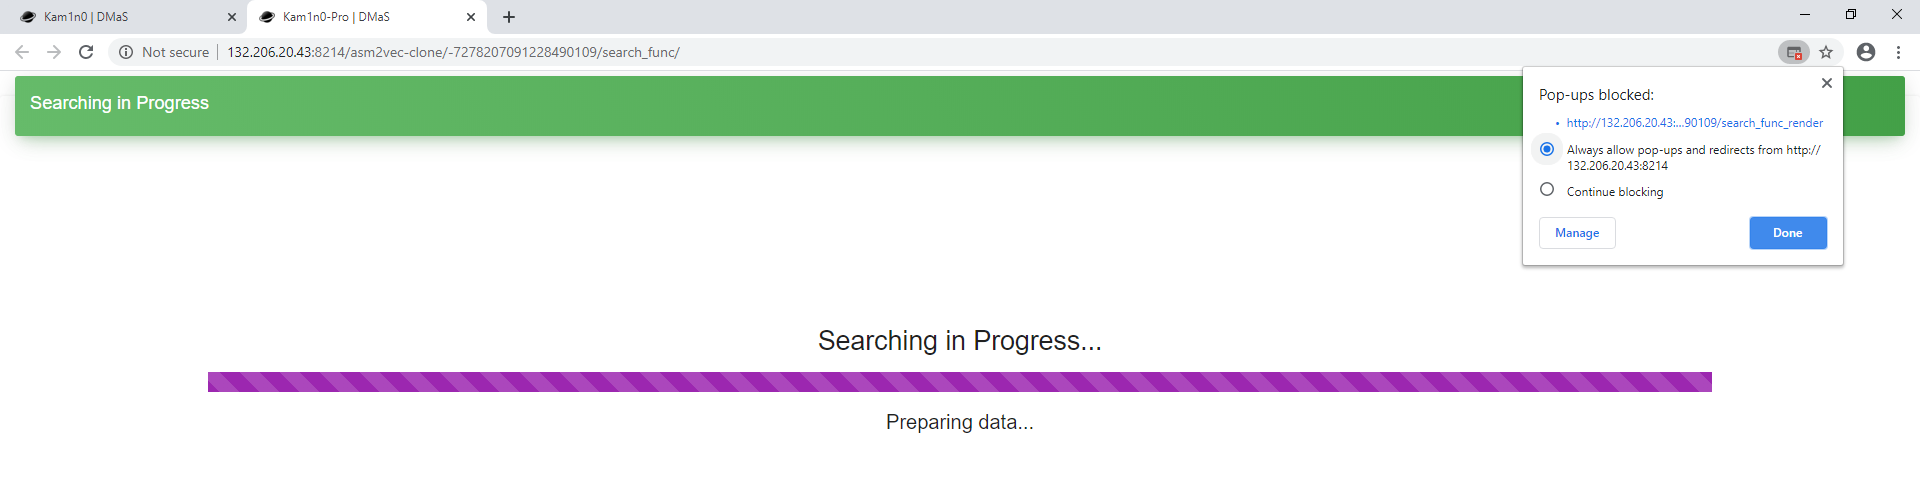 Kam1n0 | DMaS
Kam1n0-Pro | DMaS
Not secure
132.206.20.43:8214/asm2vec-clone/-7278207091228490109/search_func/
Searching in Progress
Pop-ups blocked:
• http://132.206.20.43:...90109/search_func_render
Always allow pop-ups and redirects from http://
132.206.20.43:8214
Continue blocking
Manage
Done
Searching in Progress...
Preparing data...